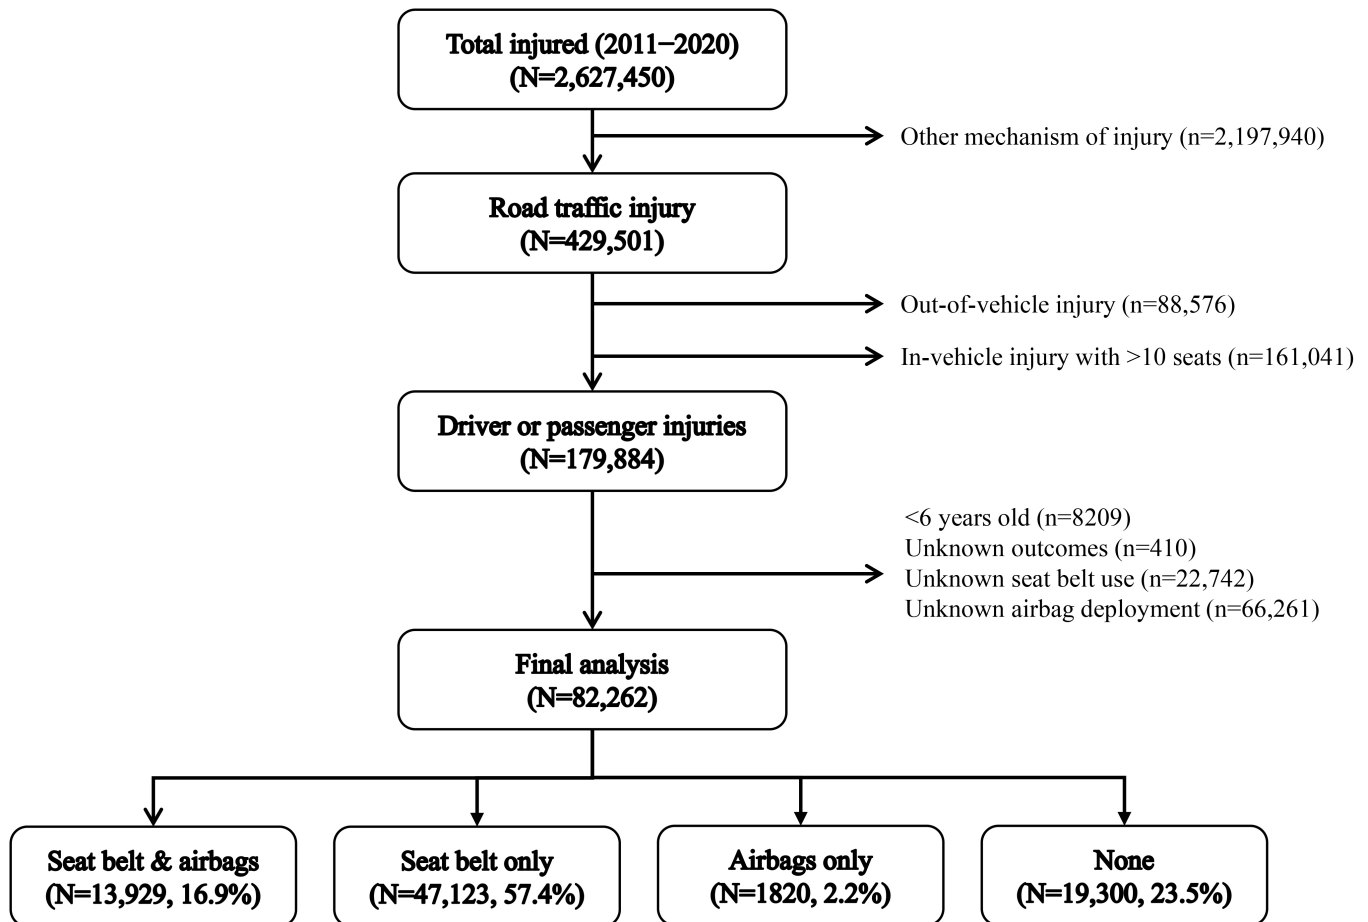 Total injured (2011−2020)
(N=2,627,450)
Other mechanism of injury (n=2,197,940)
Road traffic injury
(N=429,501)
Out-of-vehicle injury (n=88,576)
In-vehicle injury with >10 seats (n=161,041)
Driver or passenger injuries
(N=179,884)
<6 years old (n=8209)
Unknown outcomes (n=410)
Unknown seat belt use (n=22,742)
Unknown airbag deployment (n=66,261)
Final analysis
(N=82,262)
Seat belt & airbags
(N=13,929, 16.9%)
Seat belt only
(N=47,123, 57.4%)
Airbags only
(N=1820, 2.2%)
None
(N=19,300, 23.5%)